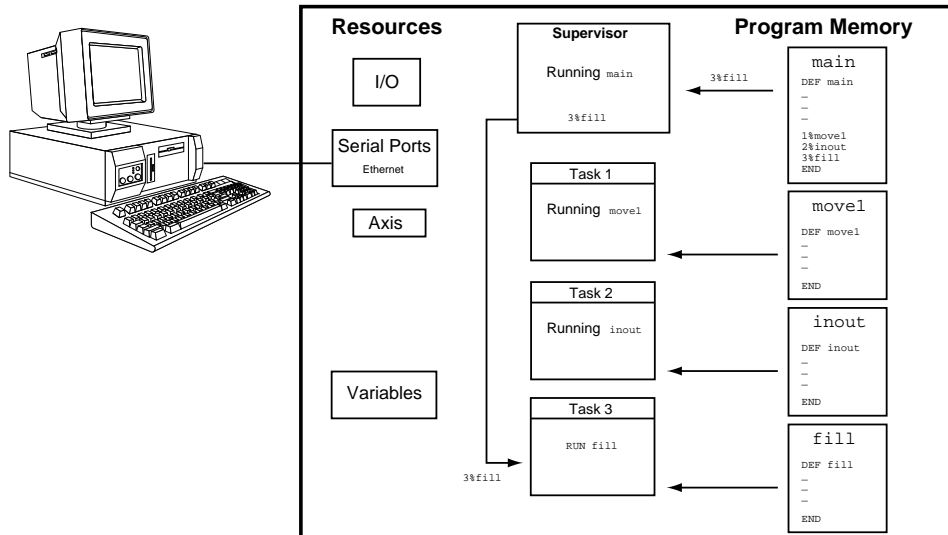 Resources
Supervisor
Program Memory
I/O
Running main
3%fill
3%fill
main
DEF main
–
–
–
1%move1
2%inout
3%fill
END
Serial Ports
Ethernet
Task 1
Running move1
move1
DEF move1
–
–
–
END
Axis
Task 2
Running inout
inout
DEF inout
–
–
–
END
Variables
Task 3
RUN fill
3%fill
fill
DEF fill
–
–
–
END